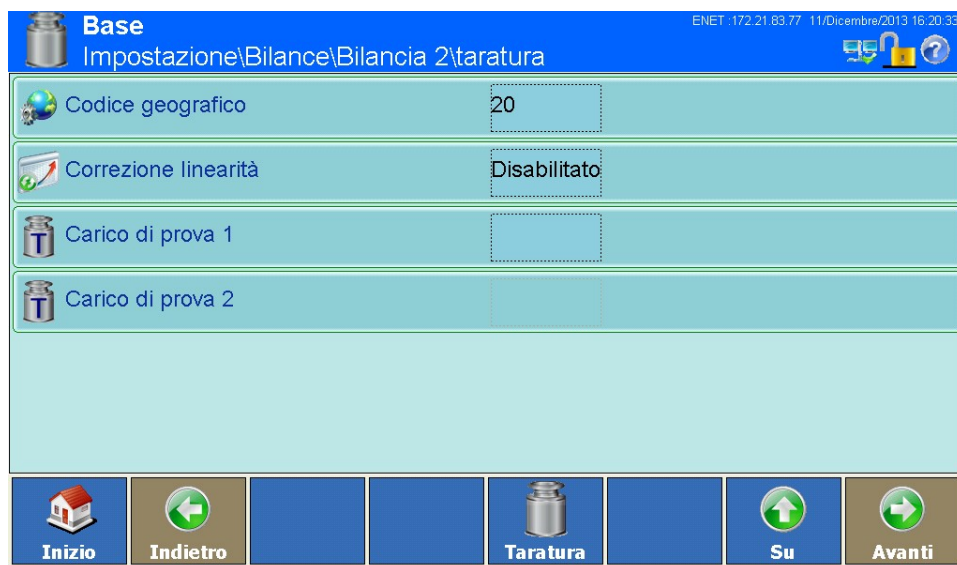 Base
ENET :172.21.83.77 11/Dicembre/2013 16:20:33
Impostazione\Bilance\Bilancia 2\taratura
Codice geografico 20
Correzione linearità Disabilitato
Carico di prova 1
Carico di prova 2
Inizio Indietro Taratura Su Avanti